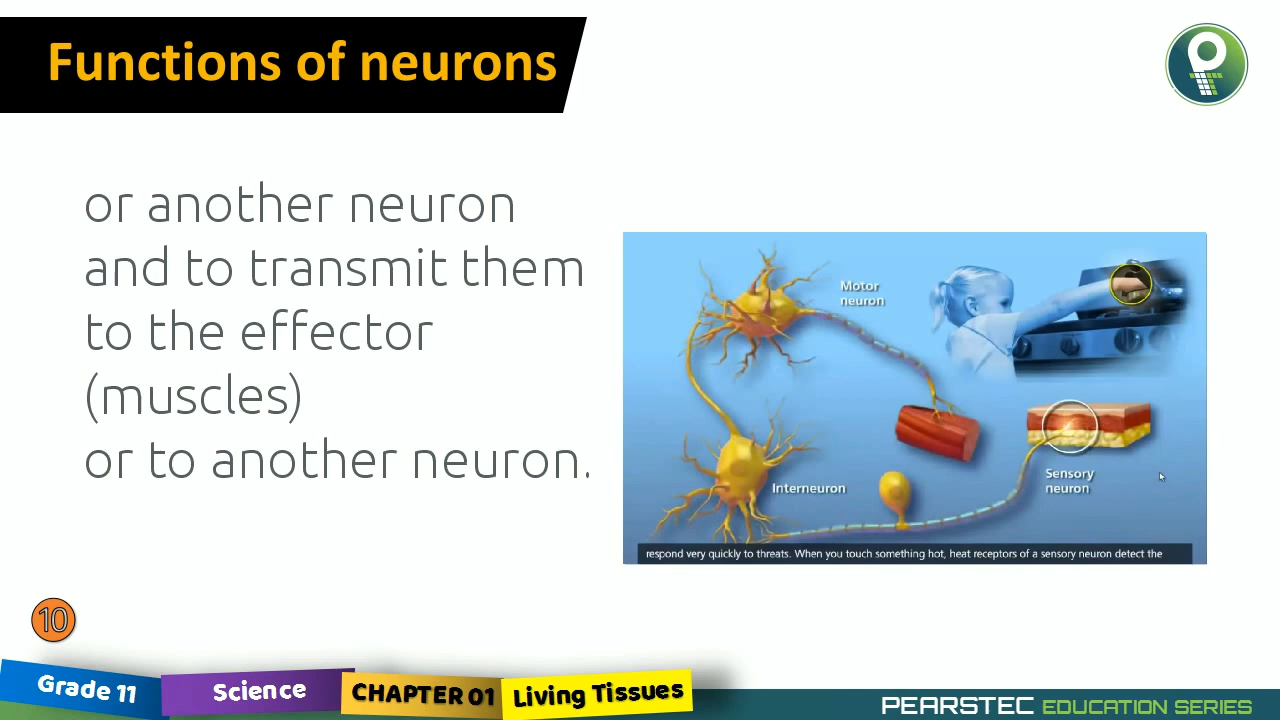 Functions of neurons
or another neuron
and to transmit them
to the effector
(muscles)
or to another neuron.
Motor
neuron
Interneuron
Sensory
neuron
respond very quickly to threats. When you touch something hot, heat receptors of a sensory neuron detect the
10
Grade 11
Science
CHAPTER 01
Living Tissues
PEARSTEC EDUCATION SERIES